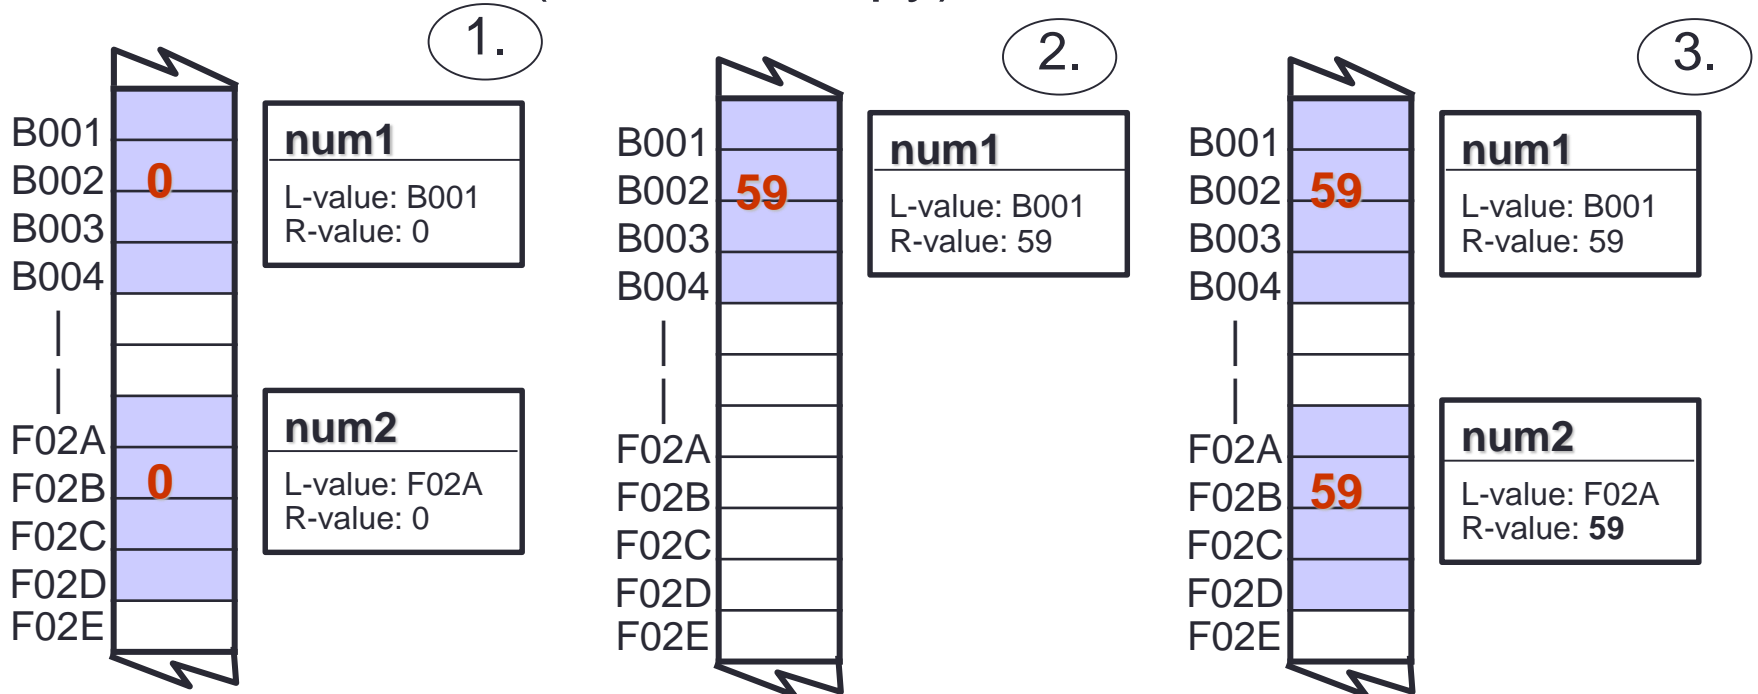 1.
B001
B002
B003
B004
F02A
F02B
F02C
F02D
F02E
0
0
num1
L-value: B001
R-value: 0
num2
L-value: F02A
R-value: 0
2.
B001
B002
B003
B004
F02A
F02B
F02C
F02D
F02E
59
num1
L-value: B001
R-value: 59
3.
B001
B002
B003
B004
F02A
F02B
F02C
F02D
F02E
59
59
num1
L-value: B001
R-value: 59
num2
L-value: F02A
R-value: 59